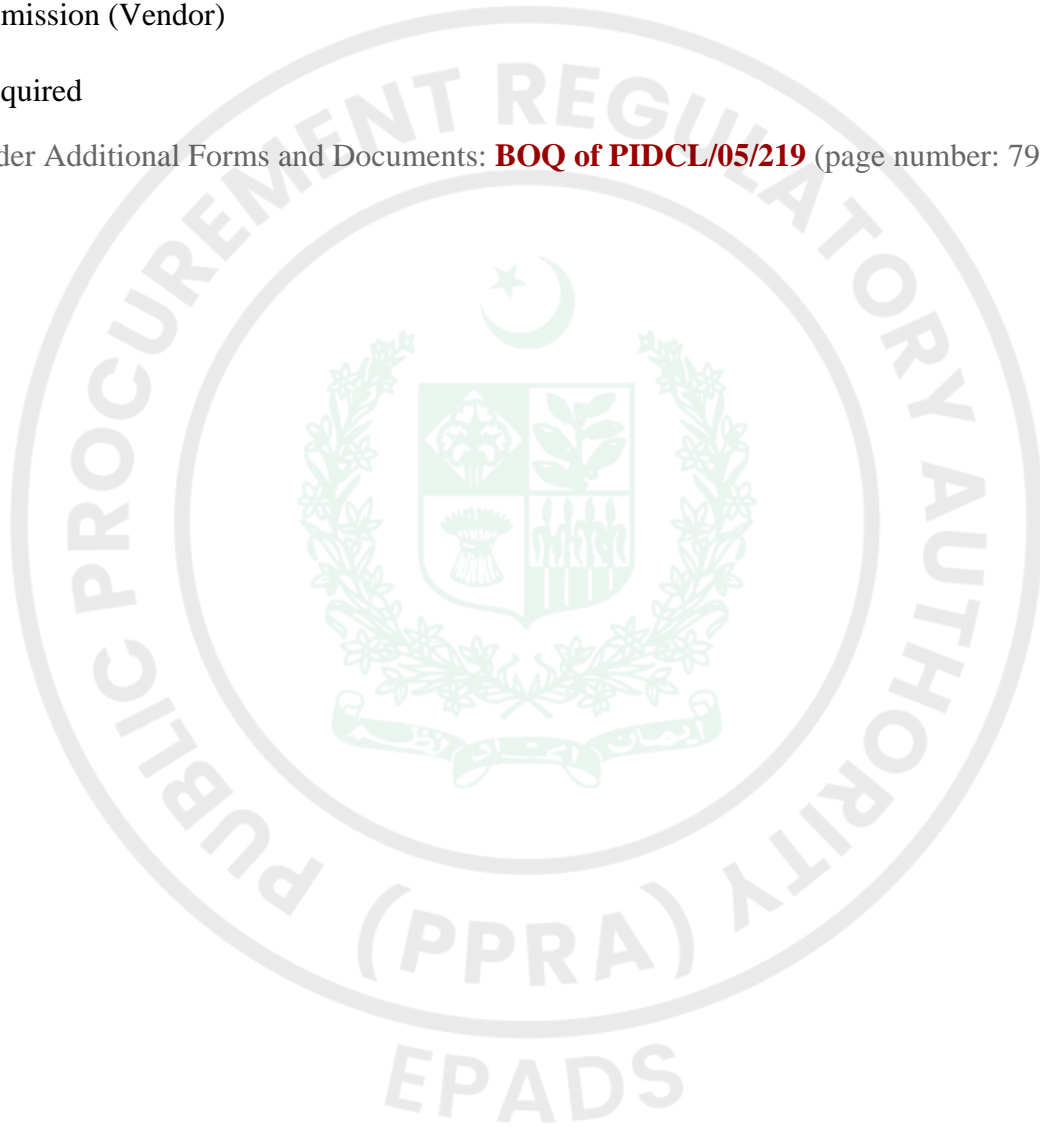 mission (Vendor)
quired
der Additional Forms and Documents: BOQ of PIDCL/05/219 (page number: 79
PUBLIC PROCUREMENT REGULATORY AUTHORITY
(PPRA)
EPADS